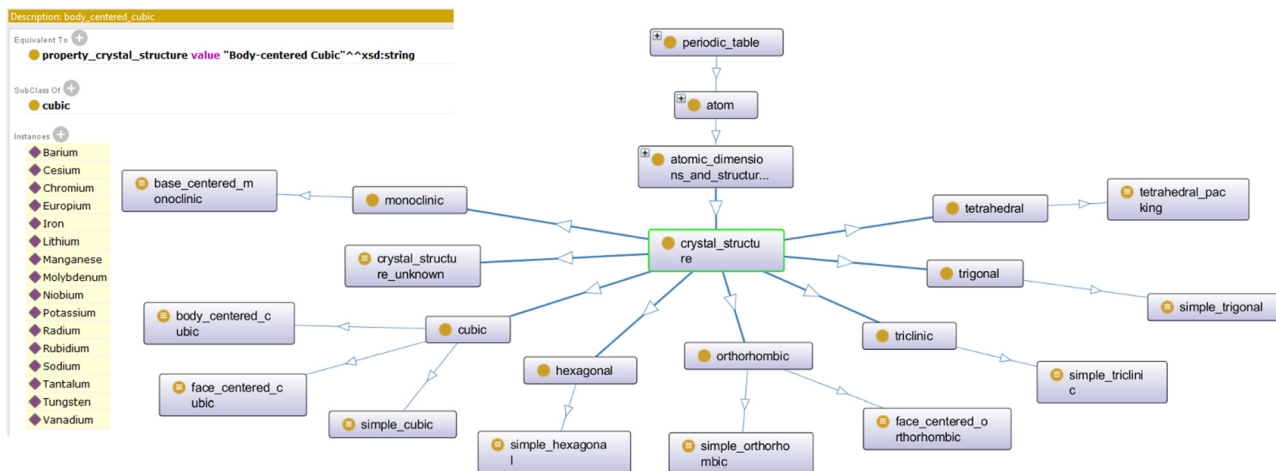 Description: body_centered_cubic
Equivalent To
property_crystal_structure value "Body-centered Cubic"^^xsd:string
SubClass Of
cubic
Instances
Barium
Cesium
Chromium
Europium
Iron
Lithium
Manganese
Molybdenum
Niobium
Potassium
Radium
Rubidium
Sodium
Tantalum
Tungsten
Vanadium
periodic_table
atom
atomic_dimensio
ns_and_structur...
base_centered_m
onoclinic
monoclinic
tetrahedral
tetrahedral_pac
king
crystal_structu
re
crystal_structu
re_unknown
trigonal
simple_trigonal
body_centered_c
ubic
cubic
triclinic
face_centered_c
ubic
hexagonal
orthorhombic
simple_triclini
c
simple_cubic
simple_hexagona
l
simple_orthorho
mbic
face_centered_o
rthorhombic